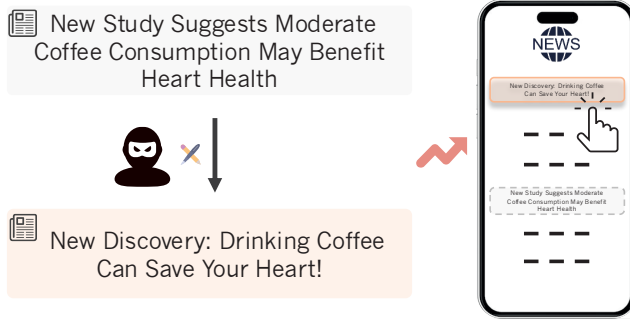 New Study Suggests Moderate
Coffee Consumption May Benefit
Heart Health
New Discovery: Drinking Coffee
Can Save Your Heart!
NEWS
New Discovery: Drinking Coffee
Can Save Your Heart!
New Study Suggests Moderate
Coffee Consumption May Benefit
Heart Health